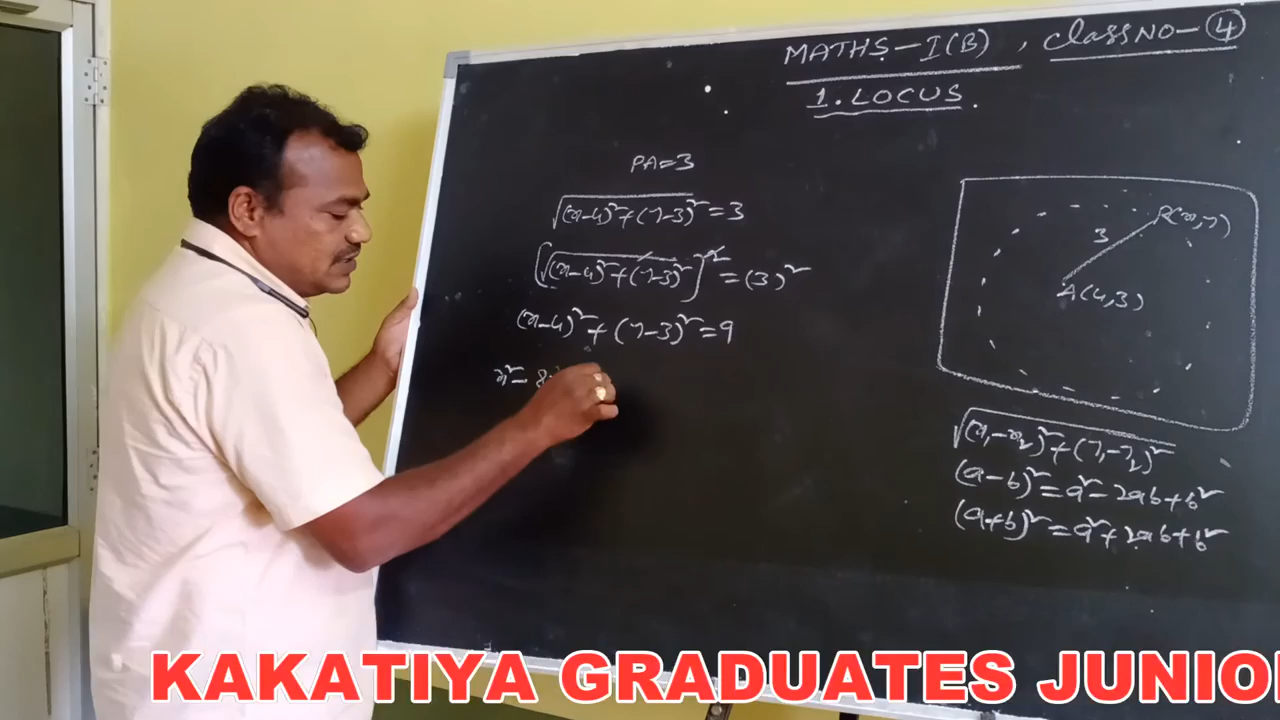 MATHS-I(B), Class NO-4
1. LOCUS.
PA=3
√(x-4)²+(y-3)² = 3
[√(x-4)²+(y-3)²]² = (3)²
(x-4)²+(y-3)²=9
x²-8
P(x,y)
3
A(4,3)
√(x₁-x₂)²+(y₁-y₂)²
(a-b)²=a²-2ab+b²
(a+b)²=a²+2ab+b²
KAKATIYA GRADUATES JUNIO